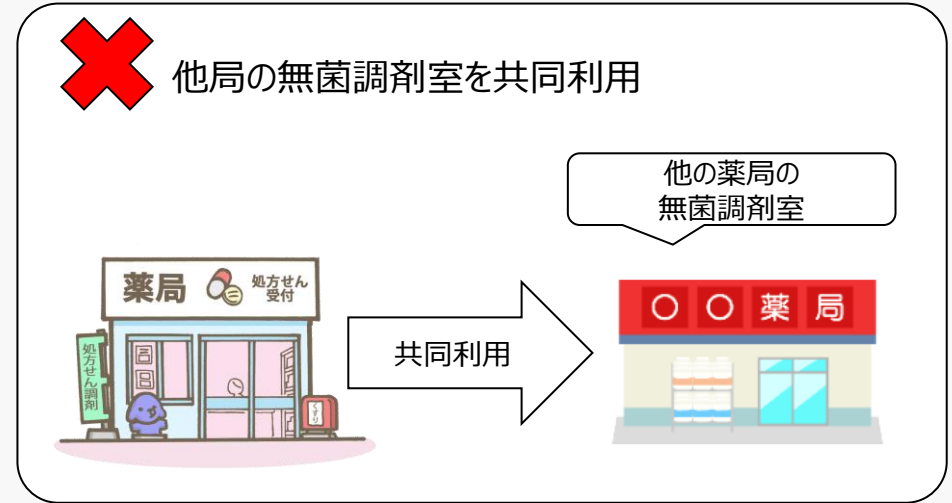 他局の無菌調剤室を共同利用
他の薬局の
無菌調剤室
薬局
処方せん
受付
処方せん調剤
くすり
共同利用
〇〇薬局